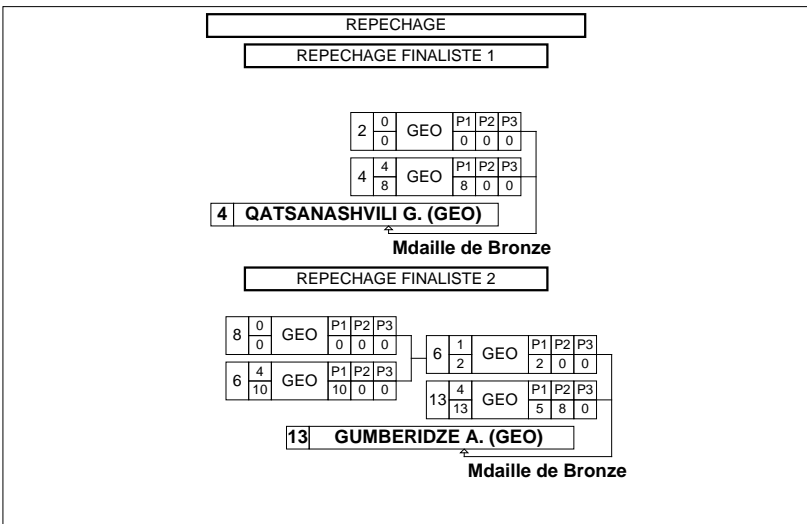 REPECHAGE
REPECHAGE FINALISTE 1
2 0 GEO P1 P2 P3
0 0 0 0
4 4 GEO P1 P2 P3
8 8 0 0
4 QATSANASHVILI G. (GEO)
Mdaille de Bronze
REPECHAGE FINALISTE 2
8 0 GEO P1 P2 P3
0 0 0 0
6 4 GEO P1 P2 P3
10 10 0 0
6 1 GEO P1 P2 P3
2 2 0 0
13 4 GEO P1 P2 P3
13 5 8 0
13 GUMBERIDZE A. (GEO)
Mdaille de Bronze